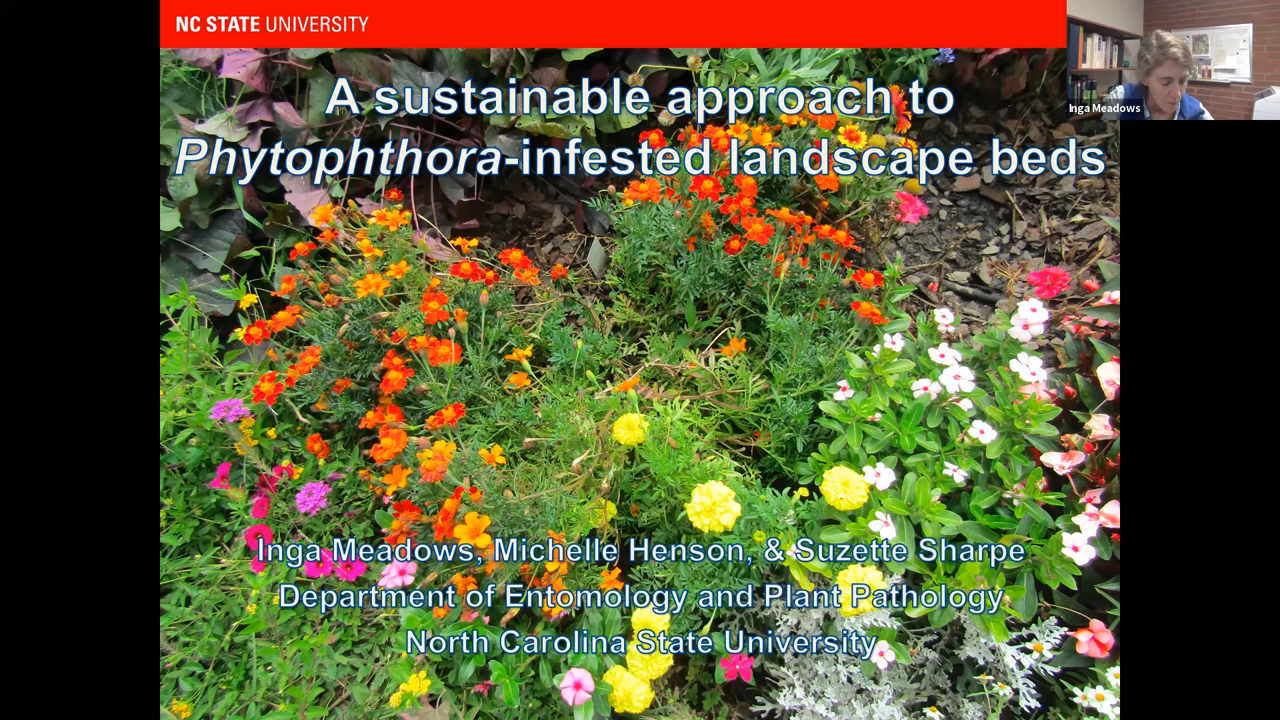 NC STATE UNIVERSITY
A sustainable approach to
Phytophthora-infested landscape beds
Inga Meadows
Inga Meadows, Michelle Henson, & Suzette Sharpe
Department of Entomology and Plant Pathology
North Carolina State University